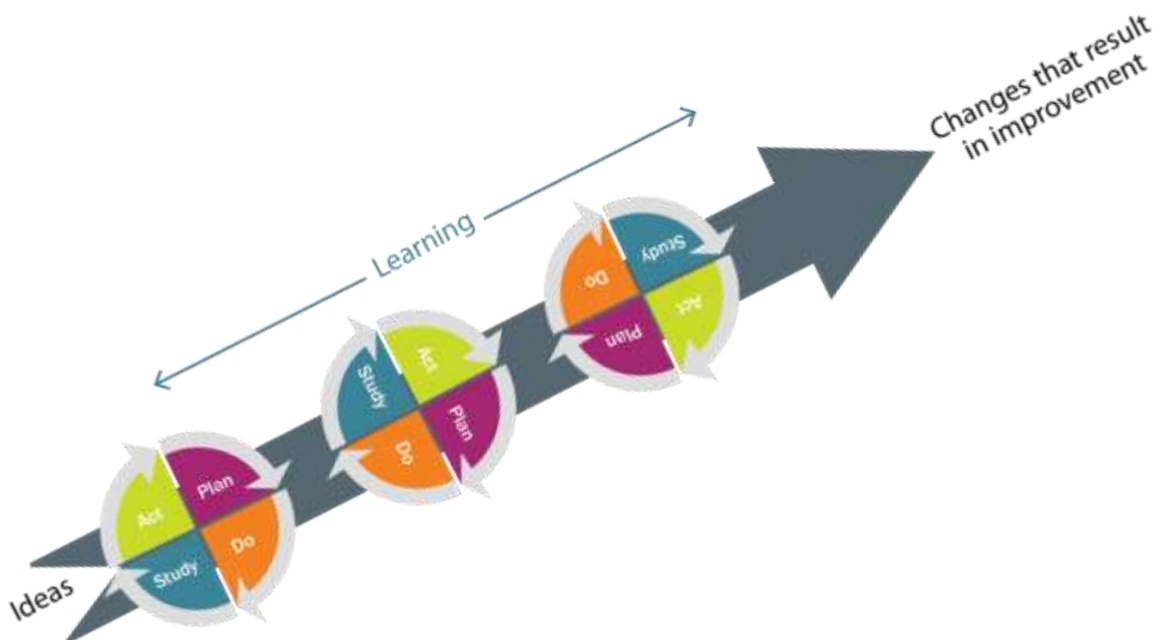 Changes that result
in improvement
Learning
Study
Do
Act
Plan
Act
Study
Plan
Do
Plan
Act
Do
Study
Ideas